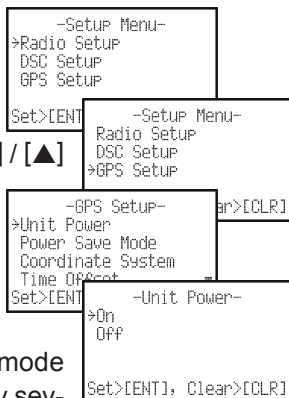 -Setup Menu-
→Radio Setup
DSC Setup
GPS Setup
Set>[ENT
-Setup Menu-
Radio Setup
DSC Setup
→GPS Setup
ar>[CLR]
] / [▲]
-GPS Setup-
→Unit Power
Power Save Mode
Coordinate System
Time Offset
Set>[ENT
-Unit Power-
→On
Off
Set>[ENT], Clear>[CLR]
mode
sev-